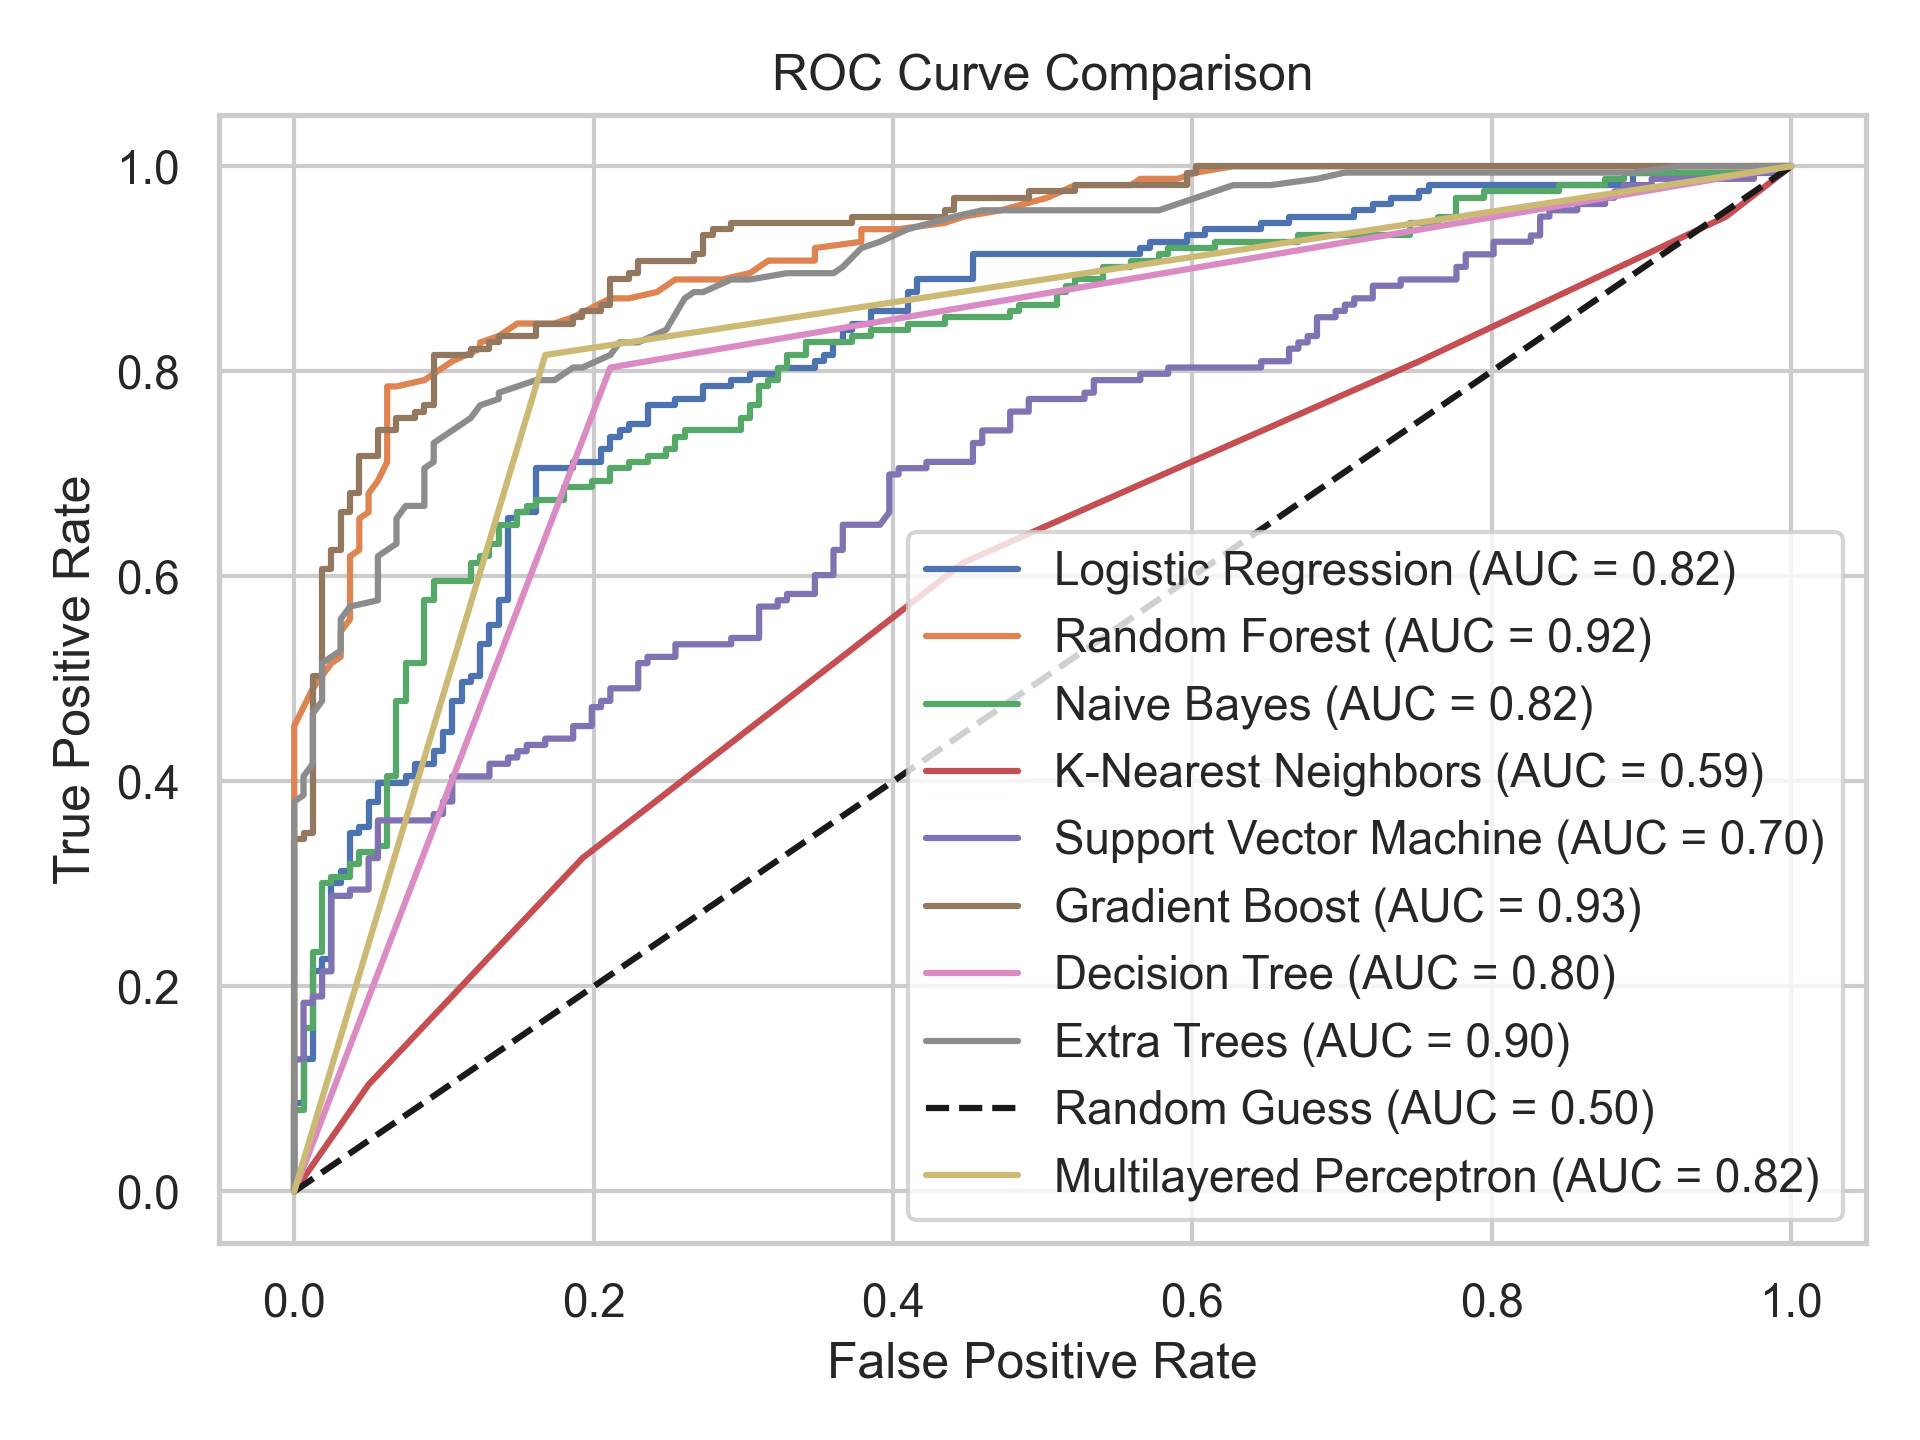 ROC Curve Comparison
True Positive Rate
1.0
0.8
0.6
0.4
0.2
0.0
Logistic Regression (AUC = 0.82)
Random Forest (AUC = 0.92)
Naive Bayes (AUC = 0.82)
K-Nearest Neighbors (AUC = 0.59)
Support Vector Machine (AUC = 0.70)
Gradient Boost (AUC = 0.93)
Decision Tree (AUC = 0.80)
Extra Trees (AUC = 0.90)
Random Guess (AUC = 0.50)
Multilayered Perceptron (AUC = 0.82)
0.0 0.2 0.4 0.6 0.8 1.0
False Positive Rate